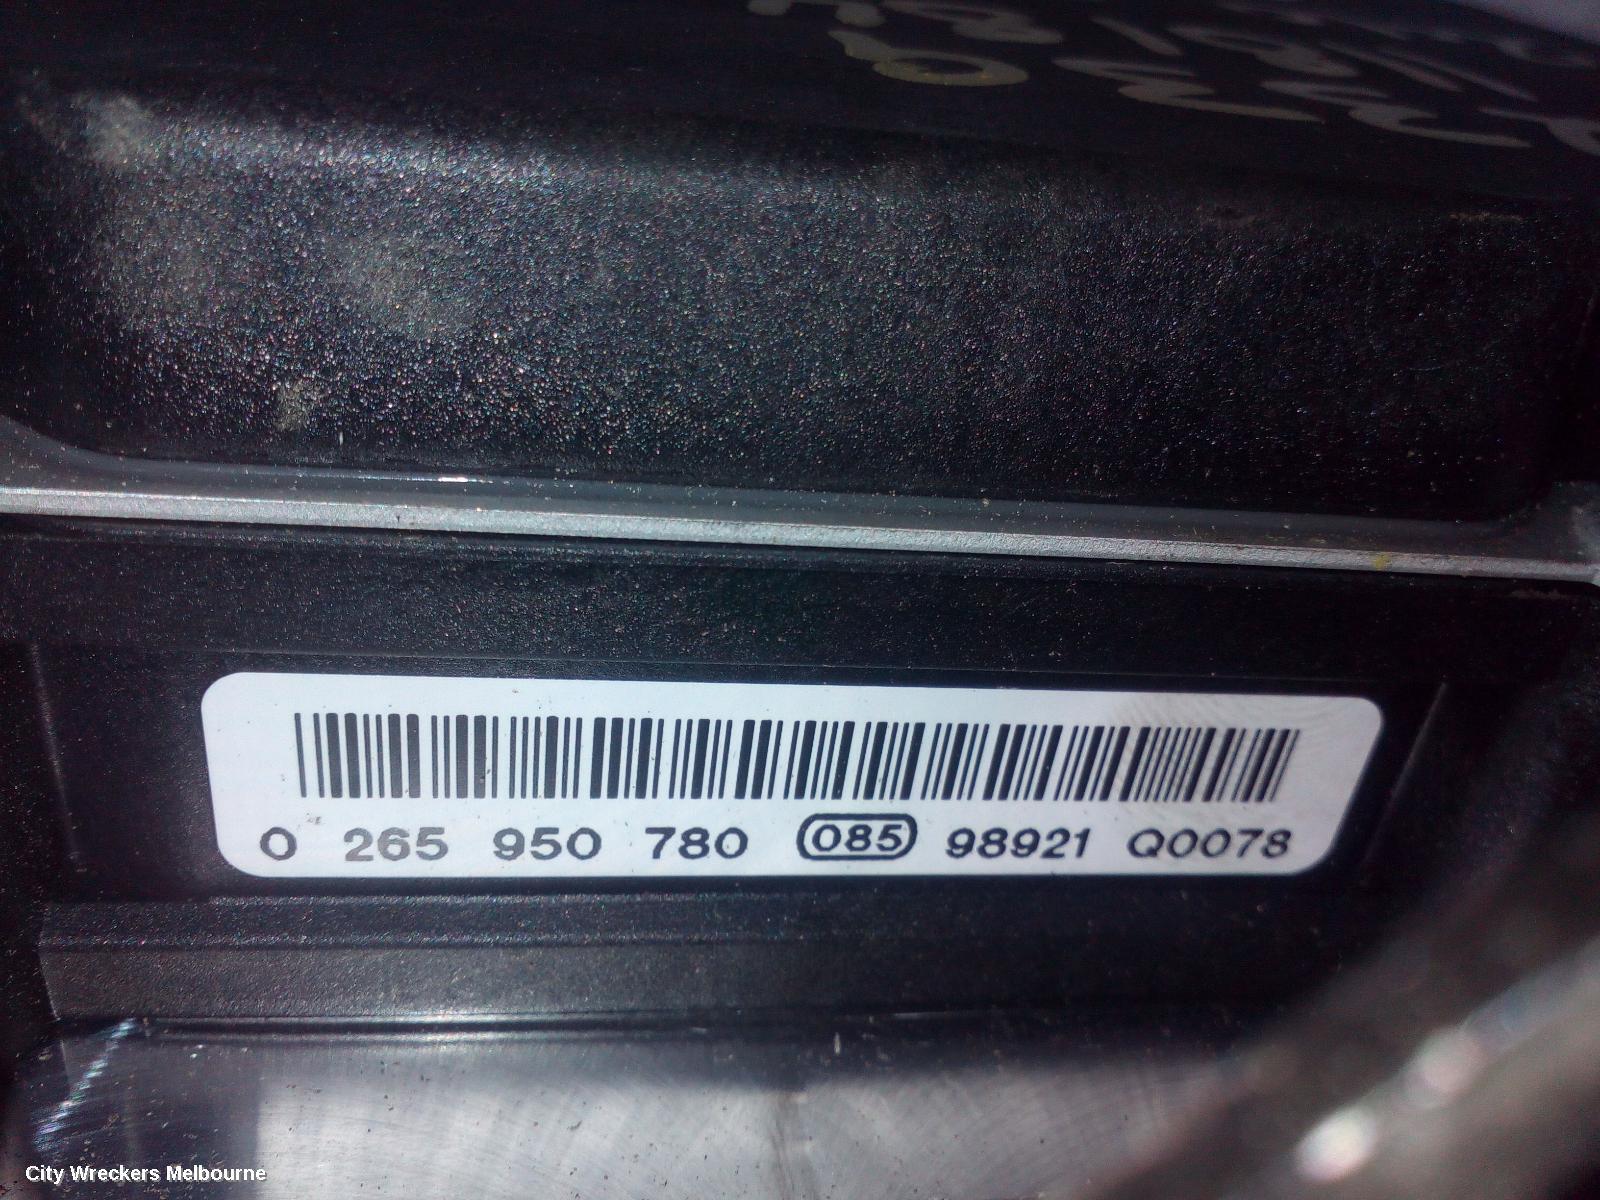 0 265 950 780 085 98921 Q0078
City Wreckers Melbourne